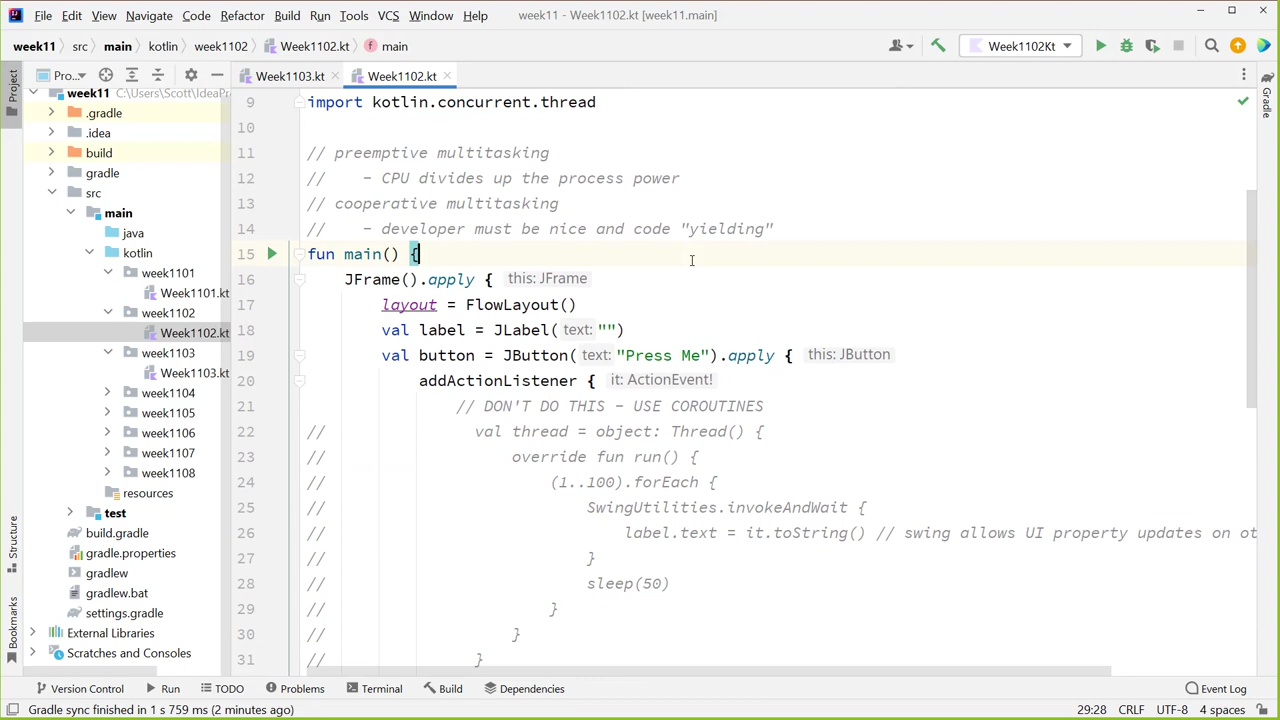 File Edit View Navigate Code Refactor Build Run Tools VCS Window Help week11 - Week1102.kt [week11.main]
week11 src main kotlin week1102 Week1102.kt main Week1102Kt
Project Pro... Week1103.kt Week1102.kt
week11 C:\Users\Scott\IdeaPro
.gradle
.idea
build
gradle
src
main
java
kotlin
week1101
Week1101.kt
week1102
Week1102.kt
week1103
Week1103.kt
week1104
week1105
week1106
week1107
week1108
resources
test
build.gradle
gradle.properties
gradlew
gradlew.bat
settings.gradle
External Libraries
Scratches and Consoles
Structure
Bookmarks
Gradle
9 import kotlin.concurrent.thread
10
11 // preemptive multitasking
12 //    - CPU divides up the process power
13 // cooperative multitasking
14 //    - developer must be nice and code "yielding"
15 fun main() {
16     JFrame().apply { this: JFrame
17         layout = FlowLayout()
18         val label = JLabel( text: "")
19         val button = JButton( text: "Press Me").apply { this: JButton
20             addActionListener { it: ActionEvent!
21                 // DON'T DO THIS - USE COROUTINES
22 //                val thread = object: Thread() {
23 //                    override fun run() {
24 //                        (1..100).forEach {
25 //                            SwingUtilities.invokeAndWait {
26 //                                label.text = it.toString() // swing allows UI property updates on ot
27 //                            }
28 //                            sleep(50)
29 //                        }
30 //                    }
31 //                }
Version Control Run TODO Problems Terminal Build Dependencies Event Log
Gradle sync finished in 1 s 759 ms (2 minutes ago) 29:28 CRLF UTF-8 4 spaces